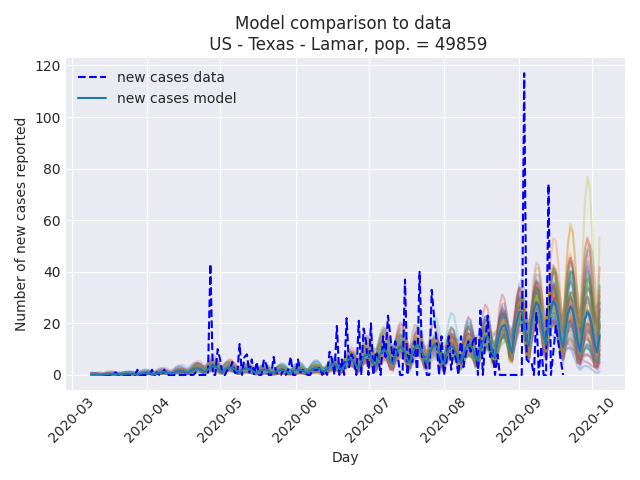 Model comparison to data
US - Texas - Lamar, pop. = 49859
new cases data
new cases model
Number of new cases reported
120
100
80
60
40
20
0
2020-03
2020-04
2020-05
2020-06
2020-07
2020-08
2020-09
2020-10
Day